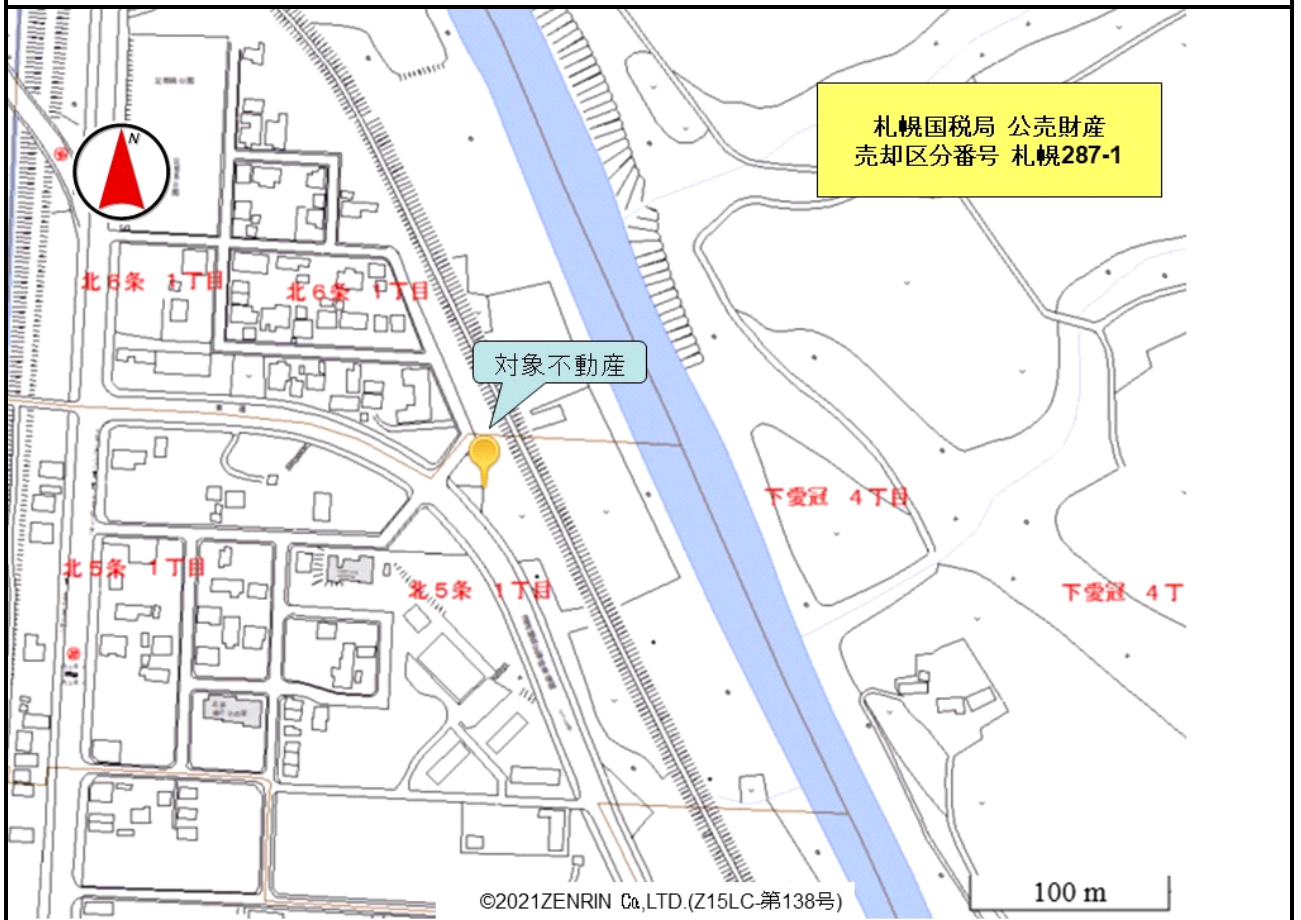 札幌国税局 公売財産
売却区分番号 札幌287-1
N
北6条 1丁目
北6条 1丁目
対象不動産
下愛冠 4丁目
北5条 1丁目
北5条 1丁目
下愛冠 4丁
100 m
©2021ZENRIN Co,LTD.(Z15LC-第138号)